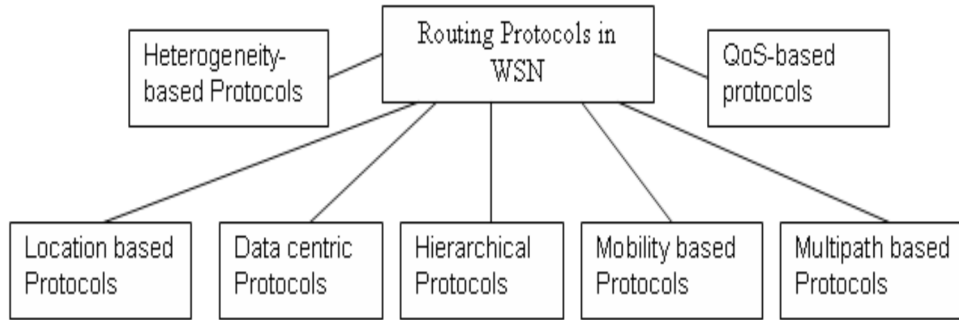 Routing Protocols in
WSN
Heterogeneity-
based Protocols
QoS-based
protocols
Location based
Protocols
Data centric
Protocols
Hierarchical
Protocols
Mobility based
Protocols
Multipath based
Protocols